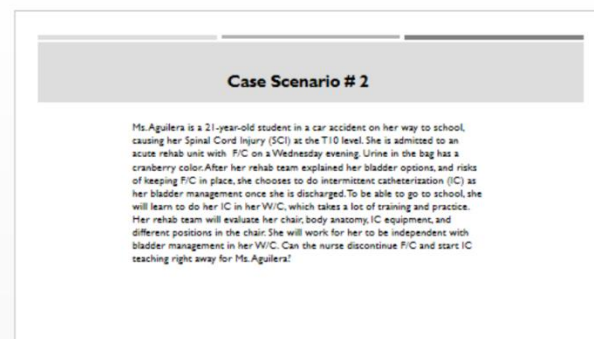 Case Scenario # 2
Ms. Aguilera is a 21-year-old student in a car accident on her way to school,
causing her Spinal Cord Injury (SCI) at the T10 level. She is admitted to an
acute rehab unit with F/C on a Wednesday evening. Urine in the bag has a
cranberry color. After her rehab team explained her bladder options, and risks
of keeping F/C in place, she chooses to do intermittent catheterization (IC) as
her bladder management once she is discharged. To be able to go to school, she
will learn to do her IC in her W/C, which takes a lot of training and practice.
Her rehab team will evaluate her chair, body anatomy, IC equipment, and
different positions in the chair. She will work for her to be independent with
bladder management in her W/C. Can the nurse discontinue F/C and start IC
teaching right away for Ms. Aguilera?